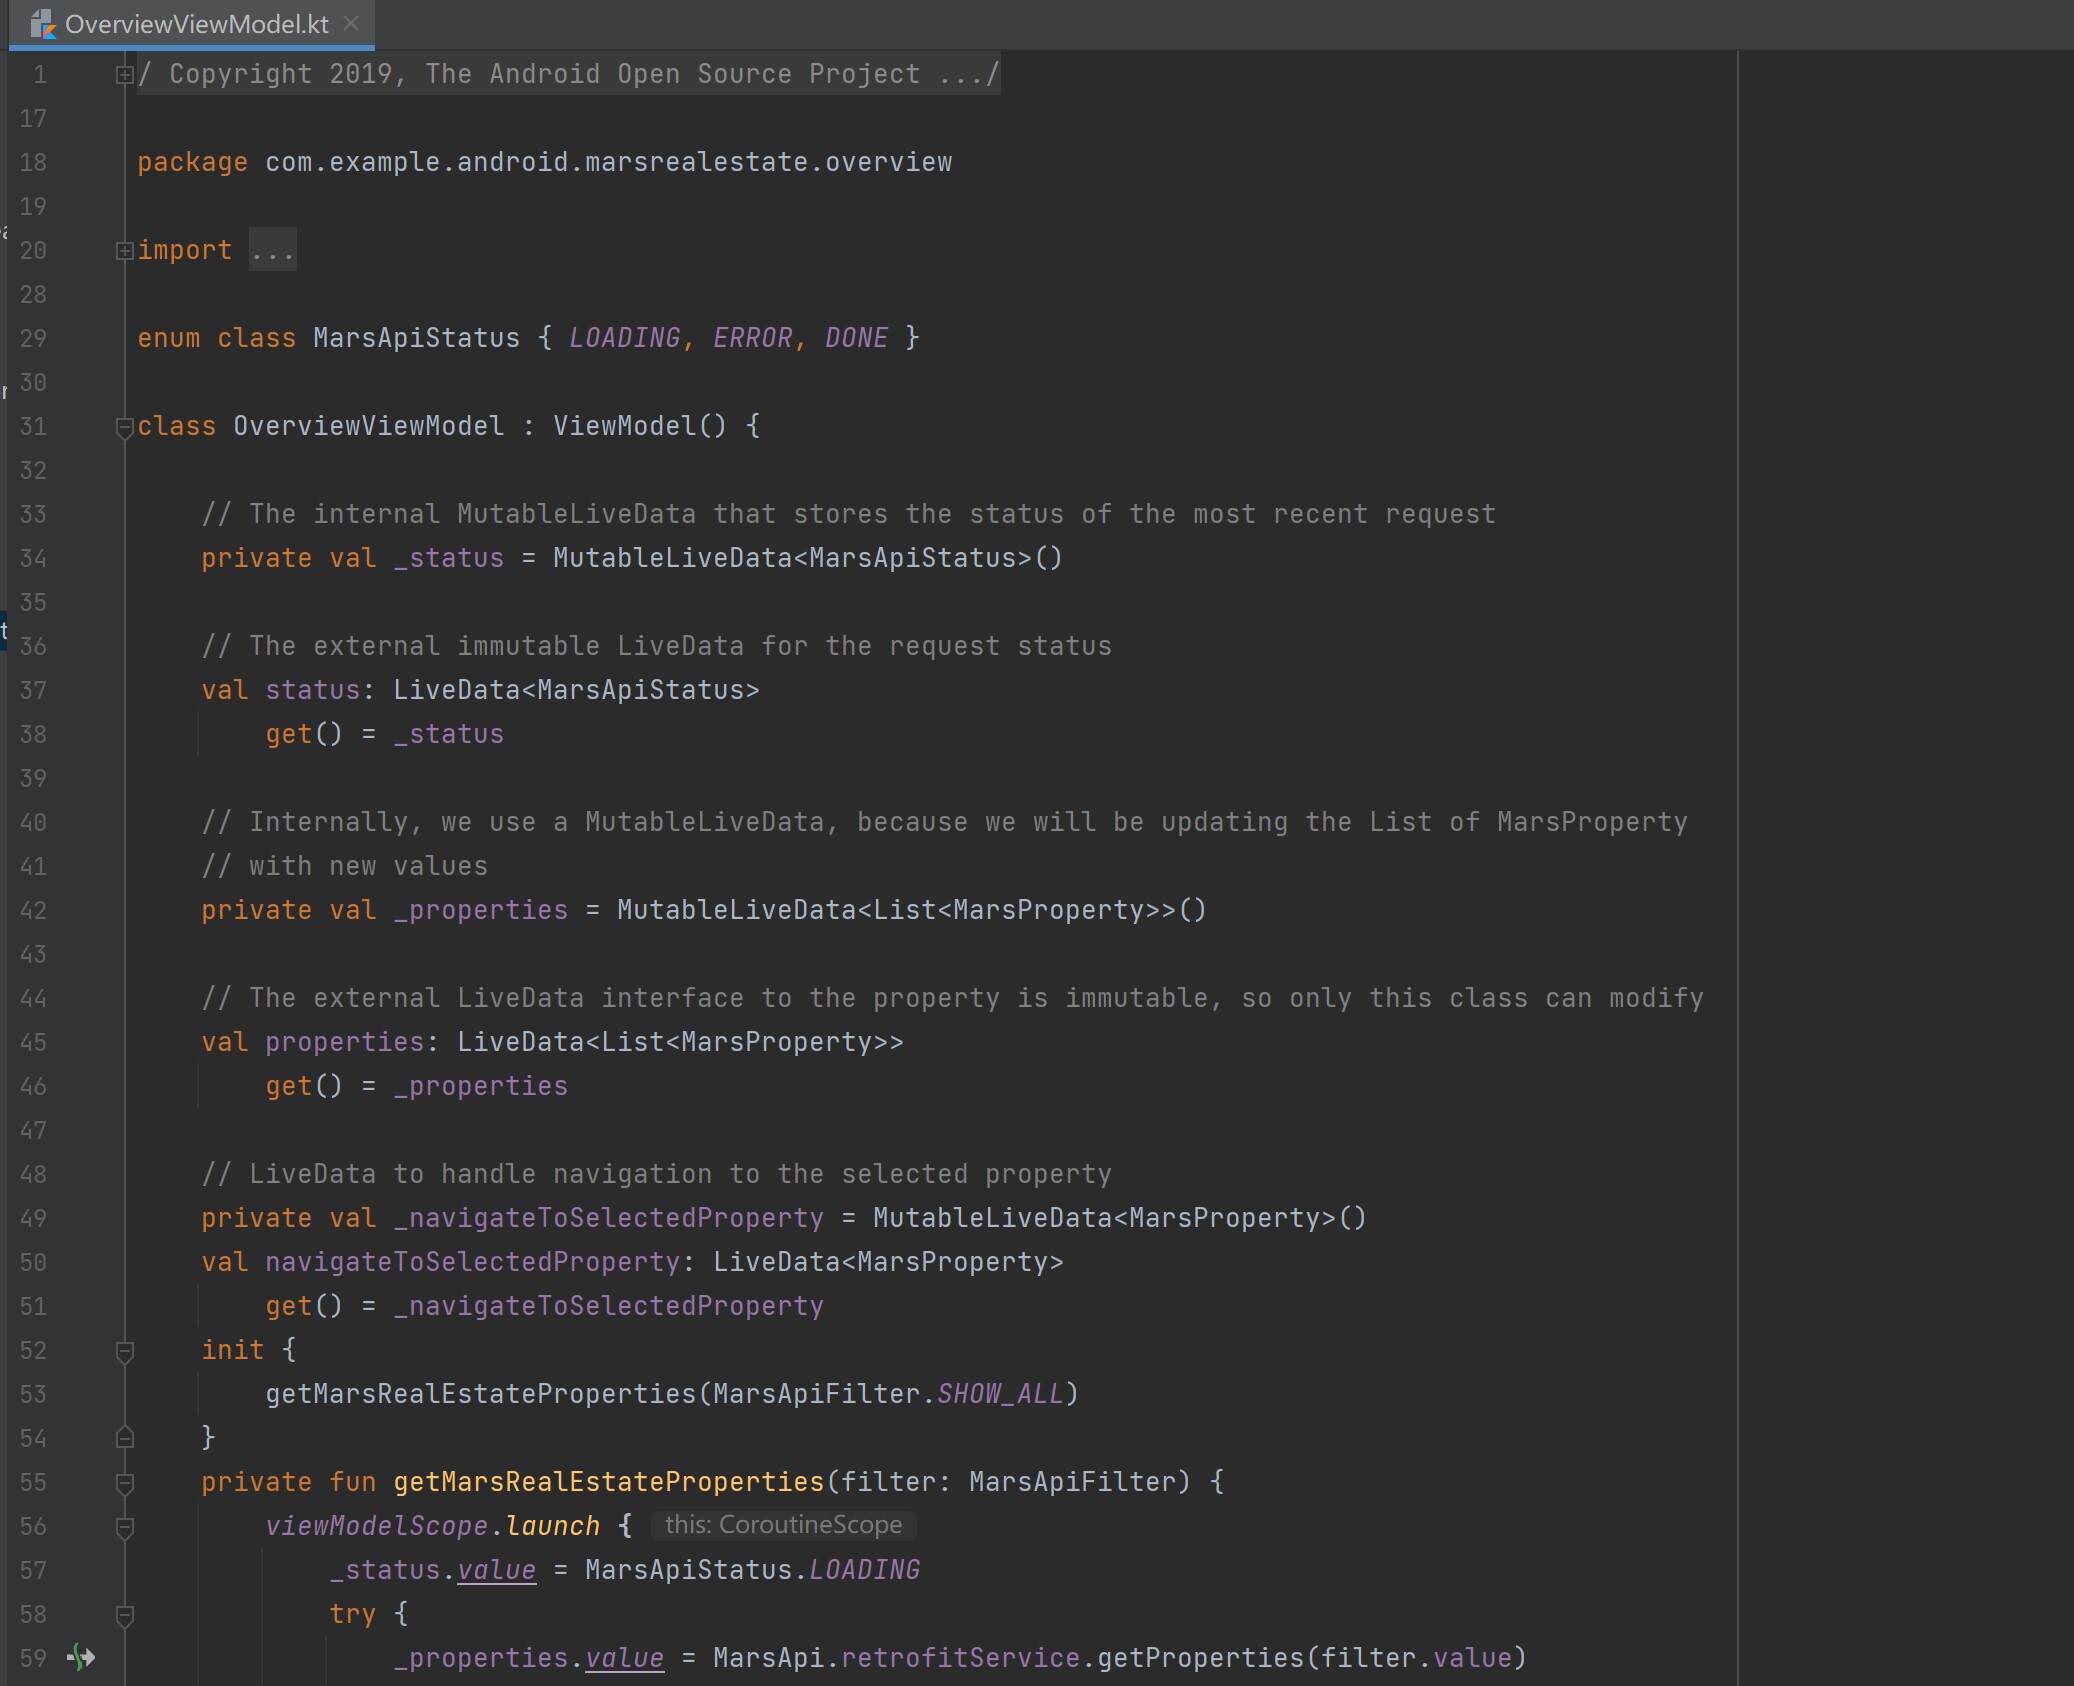 OverviewViewModel.kt
1 / Copyright 2019, The Android Open Source Project .../
17
18 package com.example.android.marsrealestate.overview
19
20 import ...
28
29 enum class MarsApiStatus { LOADING, ERROR, DONE }
30
31 class OverviewViewModel : ViewModel() {
32
33 // The internal MutableLiveData that stores the status of the most recent request
34 private val _status = MutableLiveData<MarsApiStatus>()
35
36 // The external immutable LiveData for the request status
37 val status: LiveData<MarsApiStatus>
38 get() = _status
39
40 // Internally, we use a MutableLiveData, because we will be updating the List of MarsProperty
41 // with new values
42 private val _properties = MutableLiveData<List<MarsProperty>>()
43
44 // The external LiveData interface to the property is immutable, so only this class can modify
45 val properties: LiveData<List<MarsProperty>>
46 get() = _properties
47
48 // LiveData to handle navigation to the selected property
49 private val _navigateToSelectedProperty = MutableLiveData<MarsProperty>()
50 val navigateToSelectedProperty: LiveData<MarsProperty>
51 get() = _navigateToSelectedProperty
52 init {
53 getMarsRealEstateProperties(MarsApiFilter.SHOW_ALL)
54 }
55 private fun getMarsRealEstateProperties(filter: MarsApiFilter) {
56 viewModelScope.launch { this: CoroutineScope
57 _status.value = MarsApiStatus.LOADING
58 try {
59 _properties.value = MarsApi.retrofitService.getProperties(filter.value)